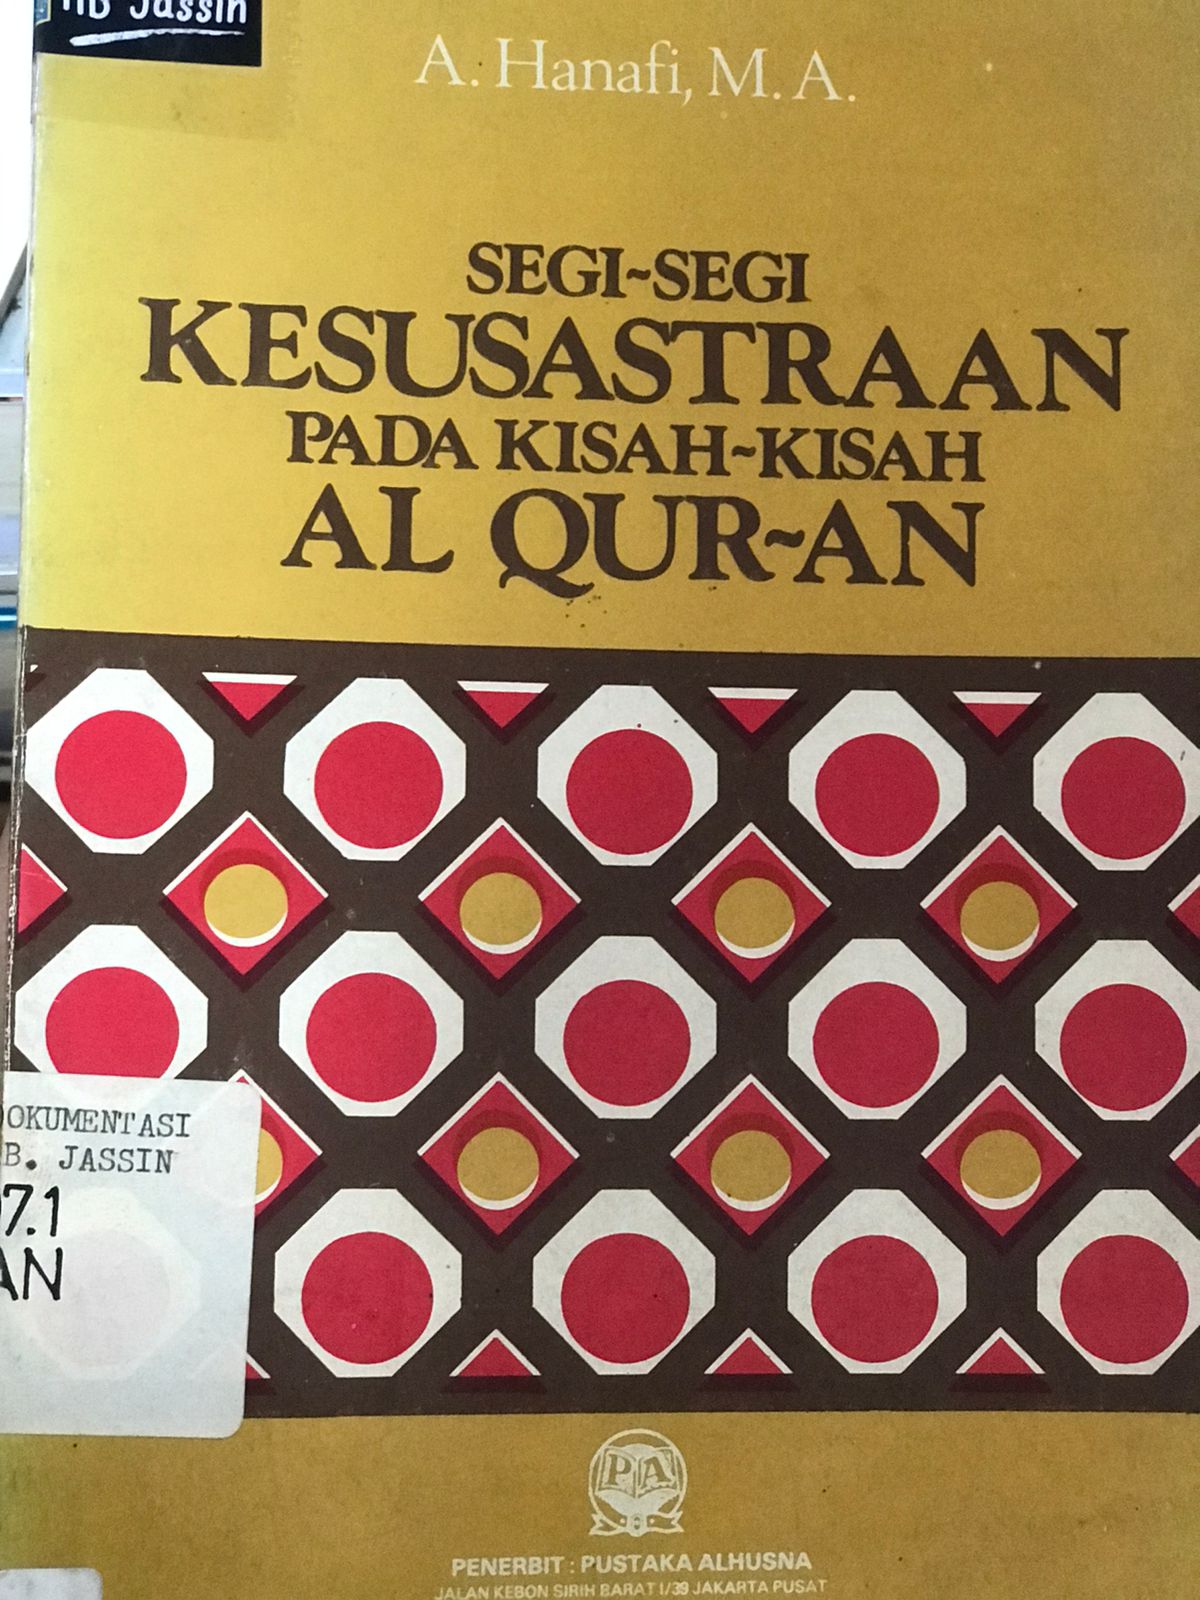 HB Jassin
A. Hanafi, M. A.
SEGI~SEGI
KESUSASTRAAN
PADA KISAH~KISAH
AL QUR~AN
OKUMENTASI
B. JASSIN
7.1
AN
PA
PENERBIT : PUSTAKA ALHUSNA
JALAN KEBON SIRIH BARAT I/39 JAKARTA PUSAT